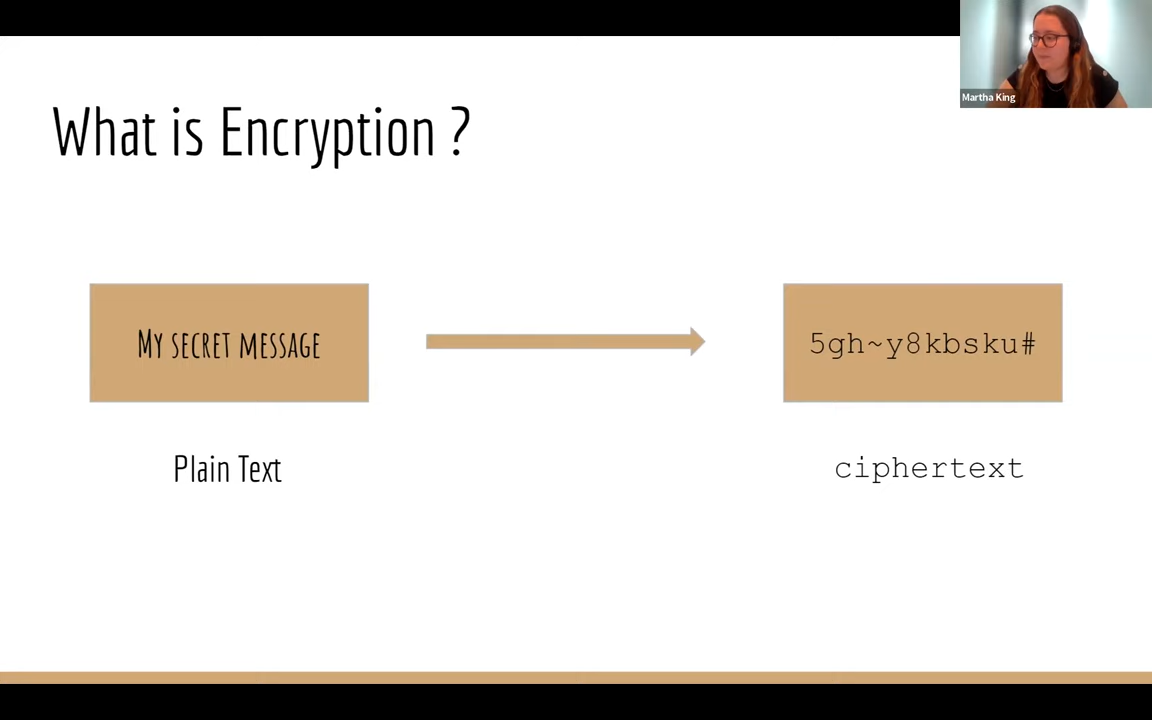 Martha King
What is Encryption ?
My secret message
5gh~y8kbsku#
Plain Text
ciphertext